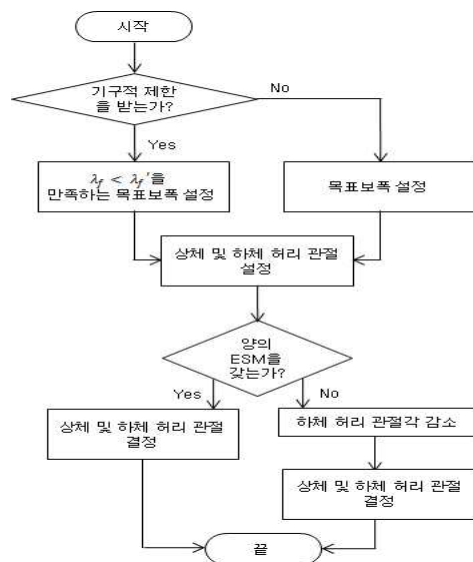 시작
기구적 제한
을 받는가?
No
Yes
λf < λf'을
만족하는 목표보폭 설정
목표보폭 설정
상체 및 하체 허리 관절
설정
양의
ESM을
갖는가?
Yes
No
상체 및 하체 허리 관절
결정
하체 허리 관절각 감소
상체 및 하체 허리 관절
결정
끝